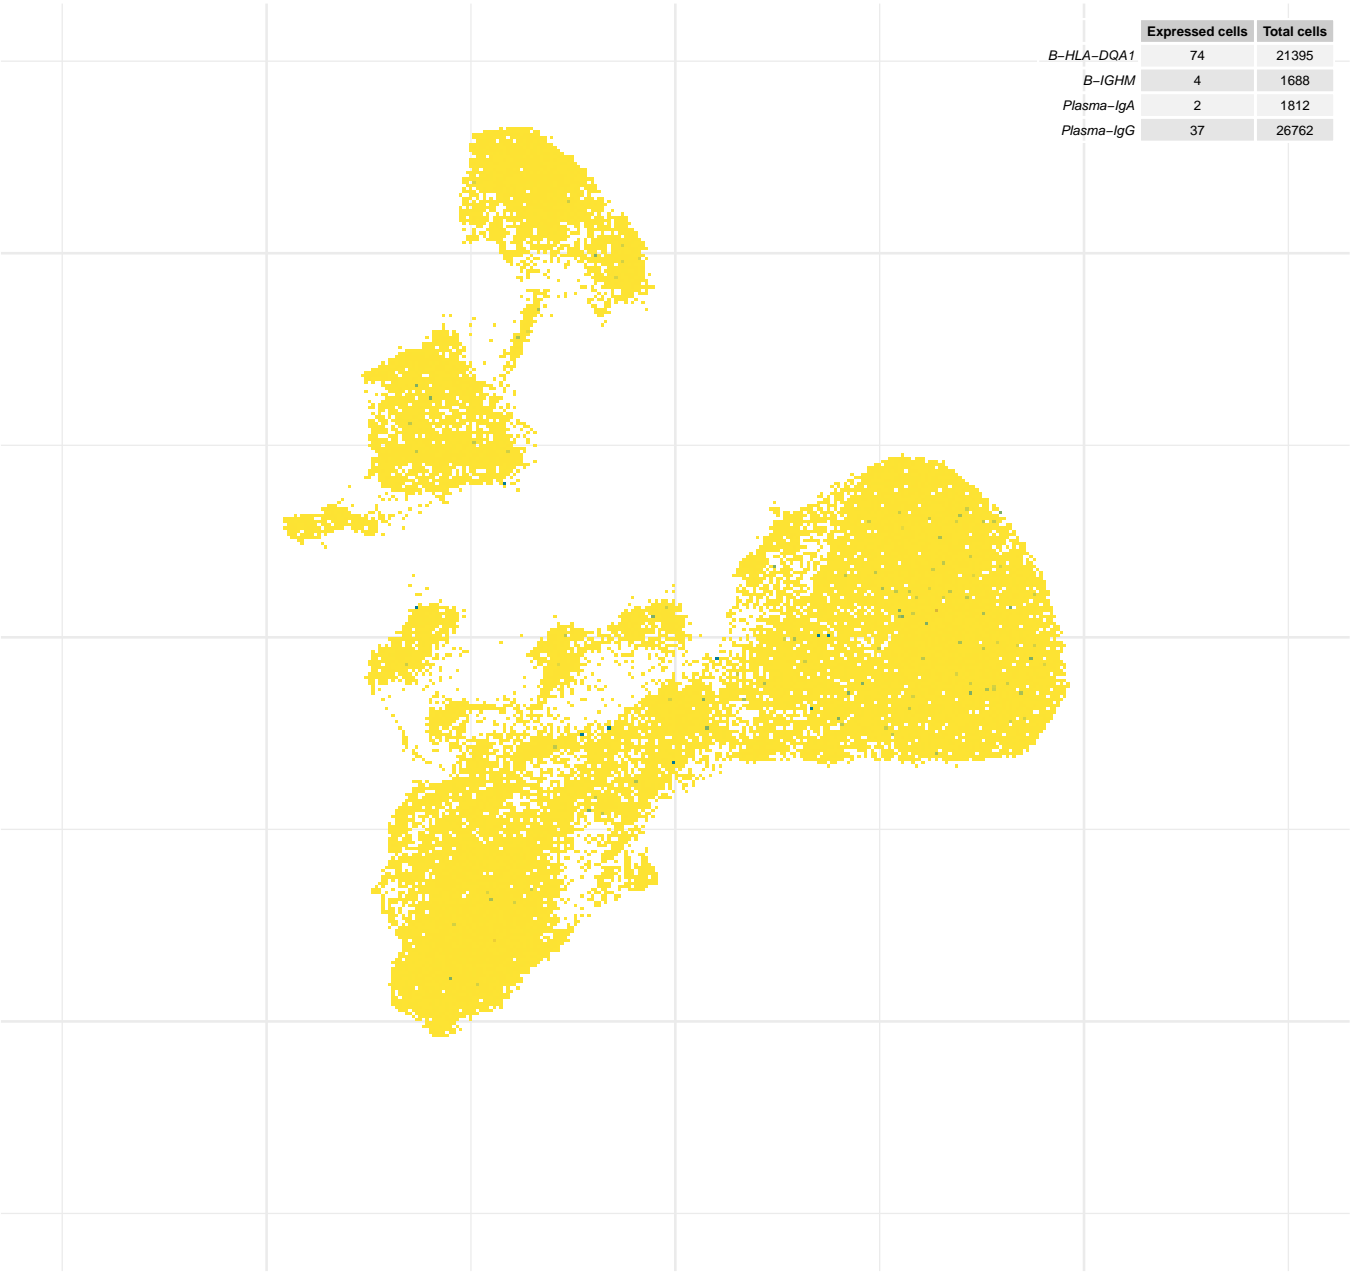 Expressed cells Total cells
B−HLA−DQA1 74 21395
B−IGHM 4 1688
Plasma−IgA 2 1812
Plasma−IgG 37 26762